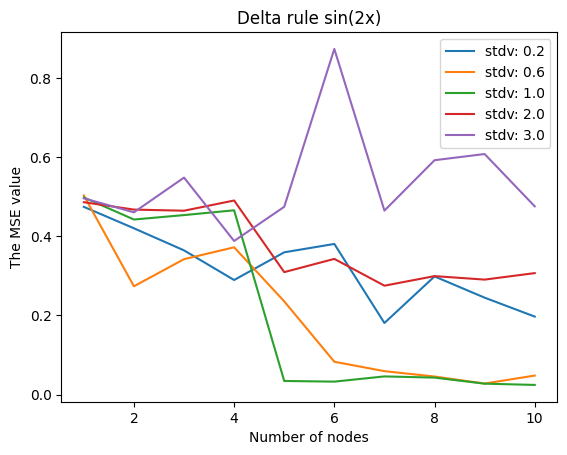 Delta rule sin(2x)
stdv: 0.2
stdv: 0.6
stdv: 1.0
stdv: 2.0
stdv: 3.0
The MSE value
0.8
0.6
0.4
0.2
0.0
2 4 6 8 10
Number of nodes